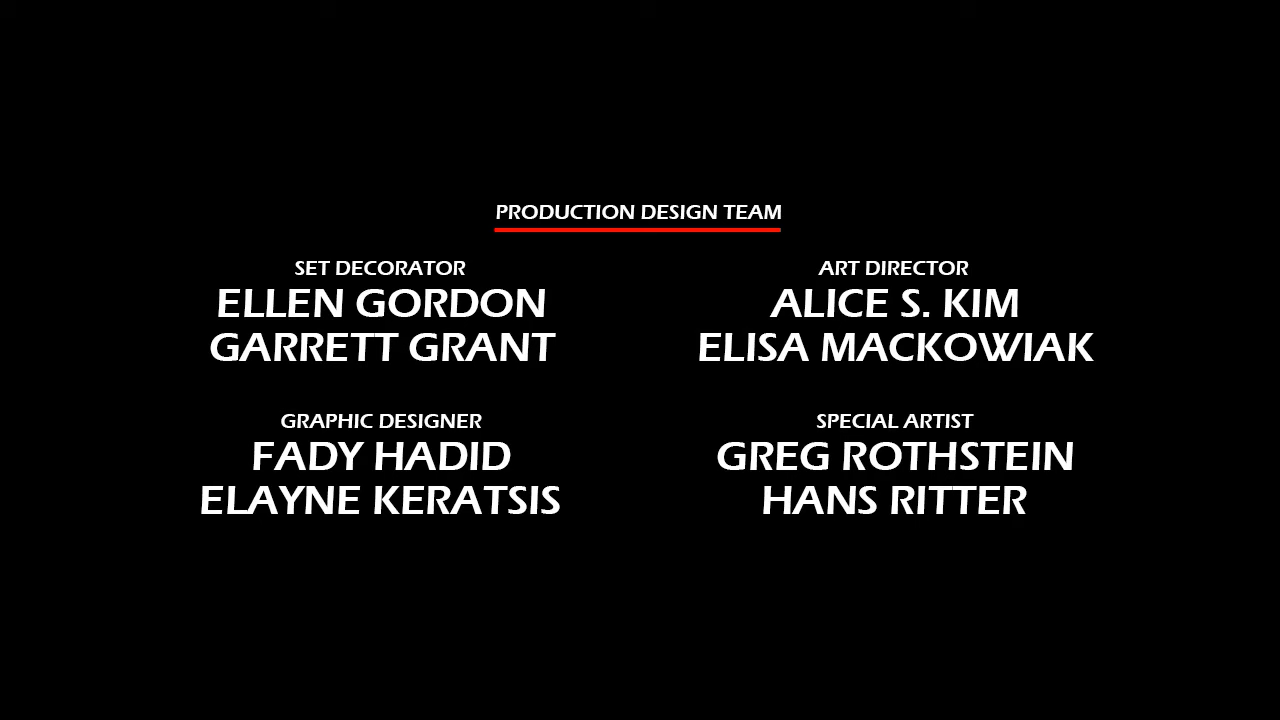 PRODUCTION DESIGN TEAM
SET DECORATOR
ELLEN GORDON
GARRETT GRANT
ART DIRECTOR
ALICE S. KIM
ELISA MACKOWIAK
GRAPHIC DESIGNER
FADY HADID
ELAYNE KERATSIS
SPECIAL ARTIST
GREG ROTHSTEIN
HANS RITTER